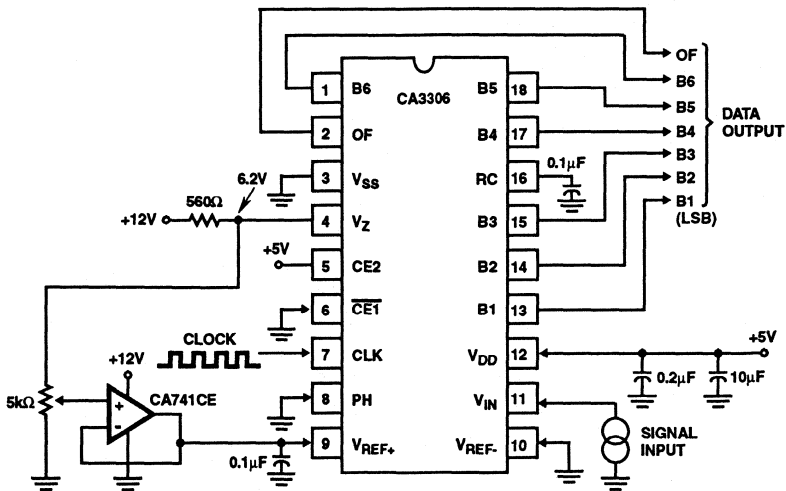 OF
B6
B5
B4
B3
B2
B1
(LSB)
DATA
OUTPUT
CA3306
1 B6
2 OF
3 VSS
4 VZ
5 CE2
6 CE1
7 CLK
8 PH
9 VREF+
B5 18
B4 17
RC 16
B3 15
B2 14
B1 13
VDD 12
VIN 11
VREF- 10
0.1μF
6.2V
560Ω
+12V
+5V
CLOCK
+12V
CA741CE
5kΩ
+
-
0.1μF
+5V
0.2μF
10μF
SIGNAL
INPUT